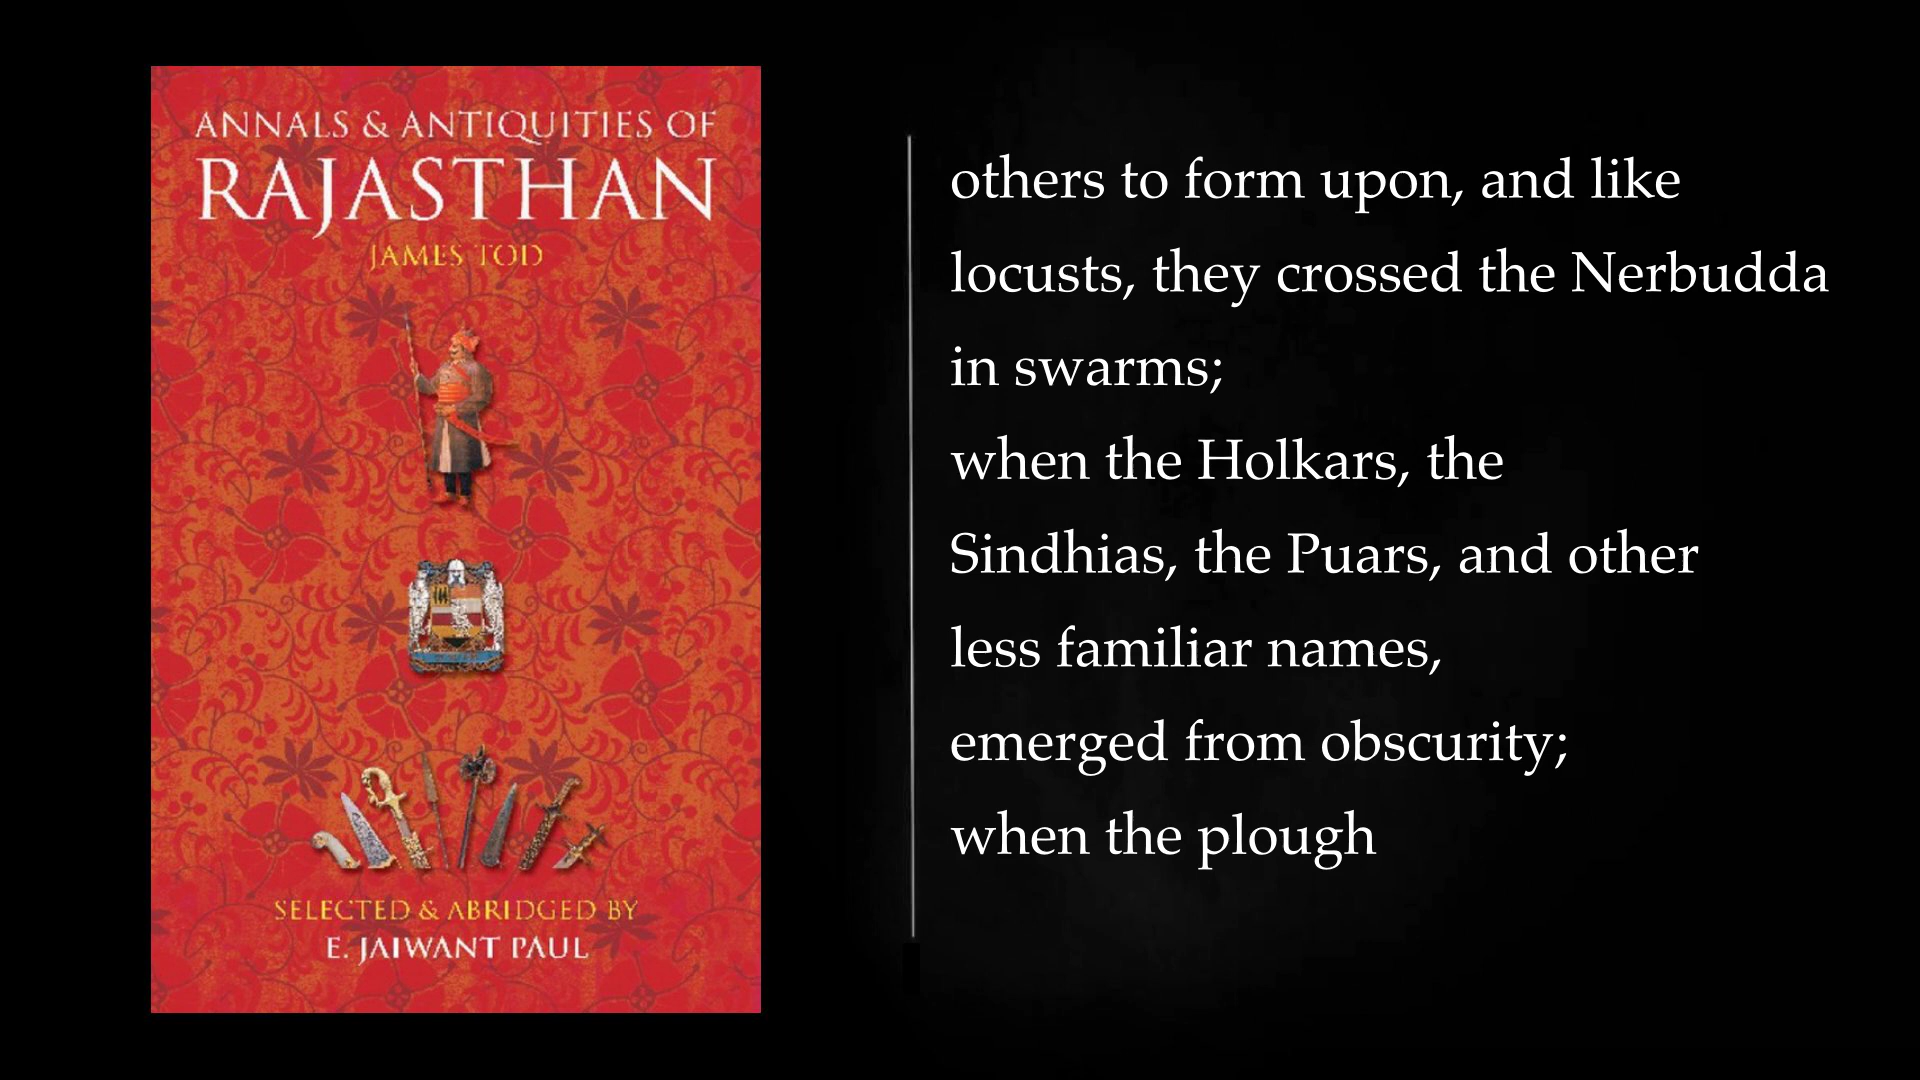 ANNALS & ANTIQUITIES OF
RAJASTHAN
JAMES TOD
SELECTED & ABRIDGED BY
E. JAIWANT PAUL
others to form upon, and like
locusts, they crossed the Nerbudda
in swarms;
when the Holkars, the
Sindhias, the Puars, and other
less familiar names,
emerged from obscurity;
when the plough